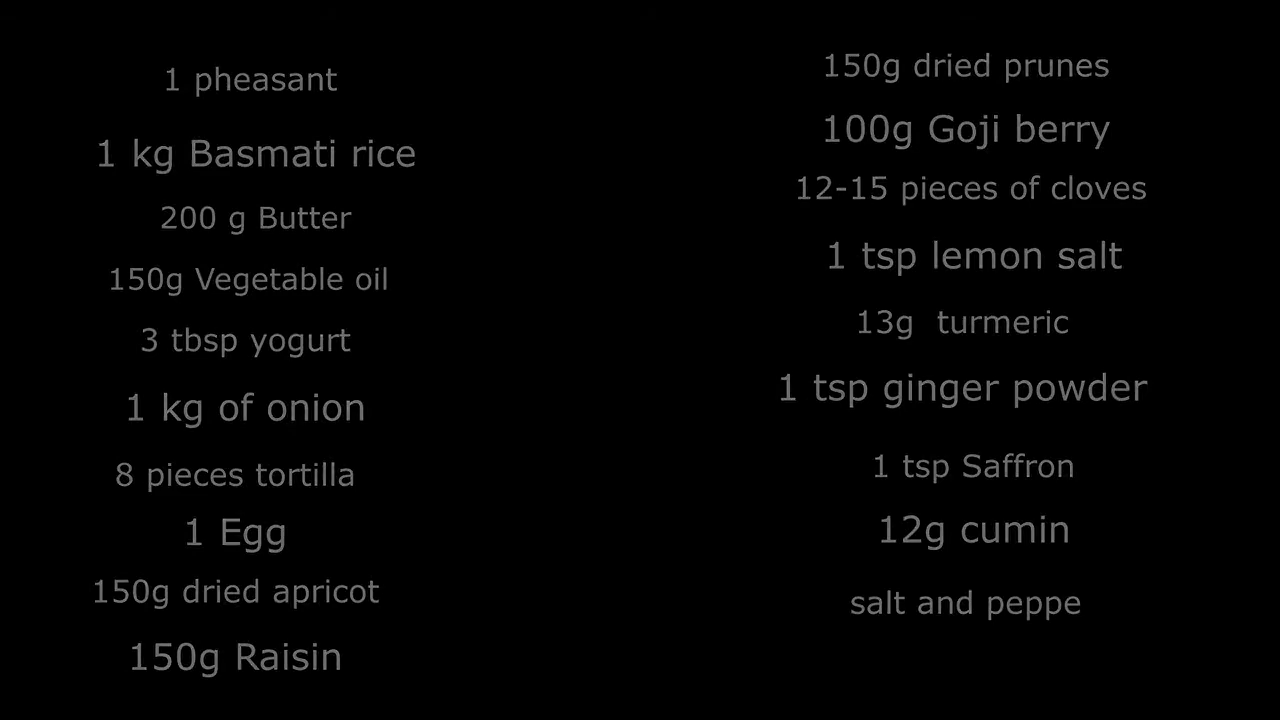 1 pheasant
1 kg Basmati rice
200 g Butter
150g Vegetable oil
3 tbsp yogurt
1 kg of onion
8 pieces tortilla
1 Egg
150g dried apricot
150g Raisin
150g dried prunes
100g Goji berry
12-15 pieces of cloves
1 tsp lemon salt
13g  turmeric
1 tsp ginger powder
1 tsp Saffron
12g cumin
salt and peppe